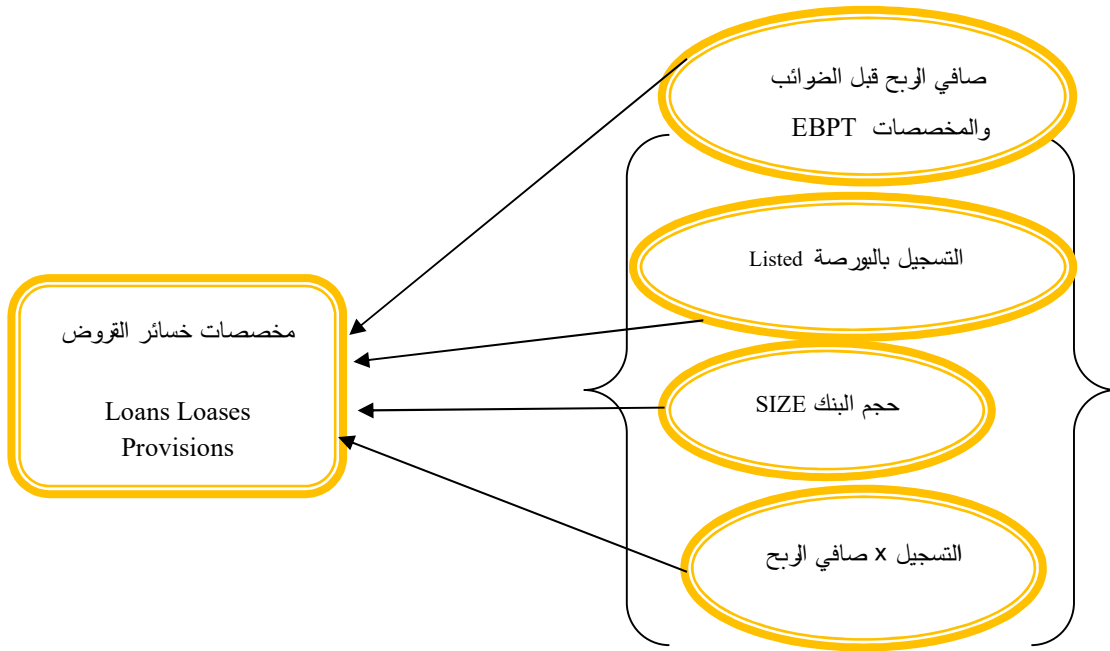 صافي الربح قبل الضرائب
والمخصصات EBPT
التسجيل بالبورصة Listed
حجم البنك SIZE
التسجيل x صافي الربح
مخصصات خسائر القروض
Loans Loases
Provisions